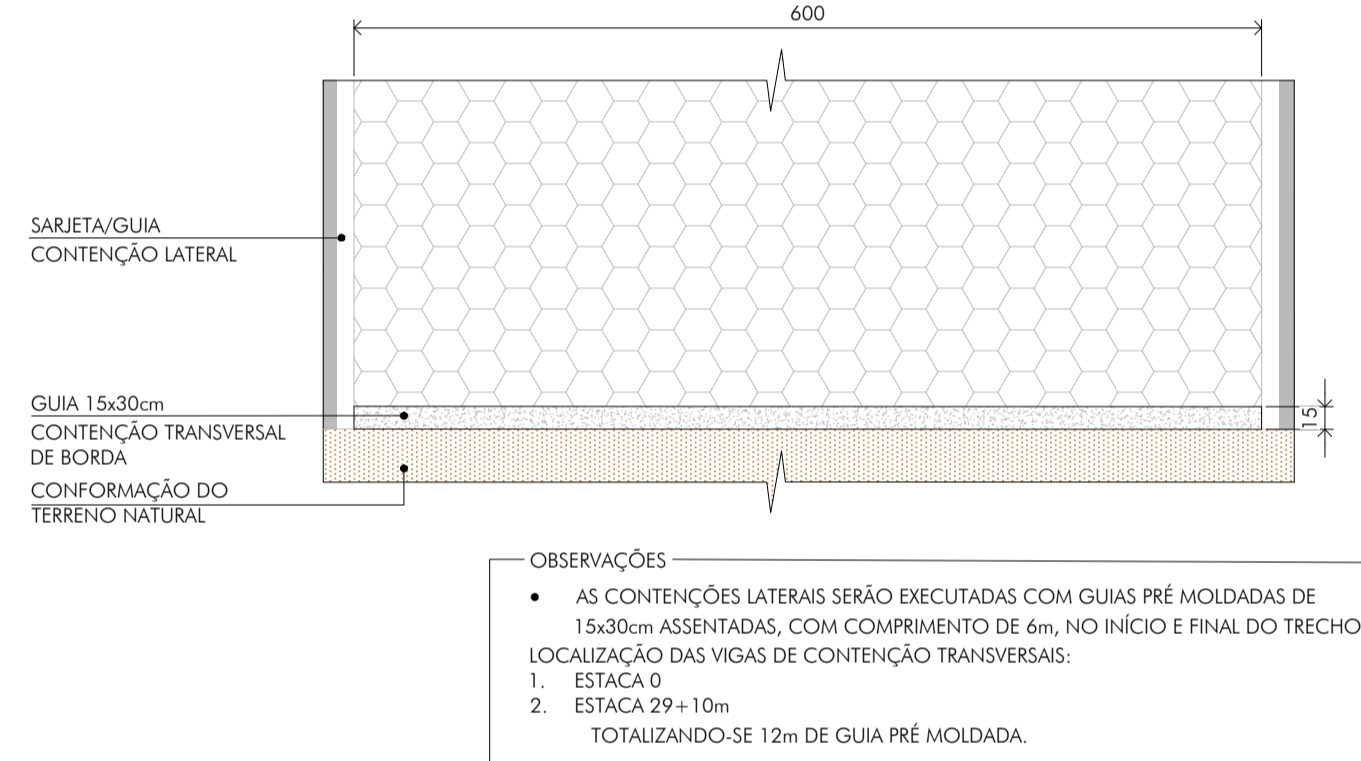 600
SARJETA/GUIA
CONTENÇÃO LATERAL
GUIA 15x30cm
CONTENÇÃO TRANSVERSAL
DE BORDA
CONFORMAÇÃO DO
TERRENO NATURAL
15
OBSERVAÇÕES
• AS CONTENÇÕES LATERAIS SERÃO EXECUTADAS COM GUIAS PRÉ MOLDADAS DE
15x30cm ASSENTADAS, COM COMPRIMENTO DE 6m, NO INÍCIO E FINAL DO TRECHO
LOCALIZAÇÃO DAS VIGAS DE CONTENÇÃO TRANSVERSAIS:
1. ESTACA 0
2. ESTACA 29+10m
TOTALIZANDO-SE 12m DE GUIA PRÉ MOLDADA.